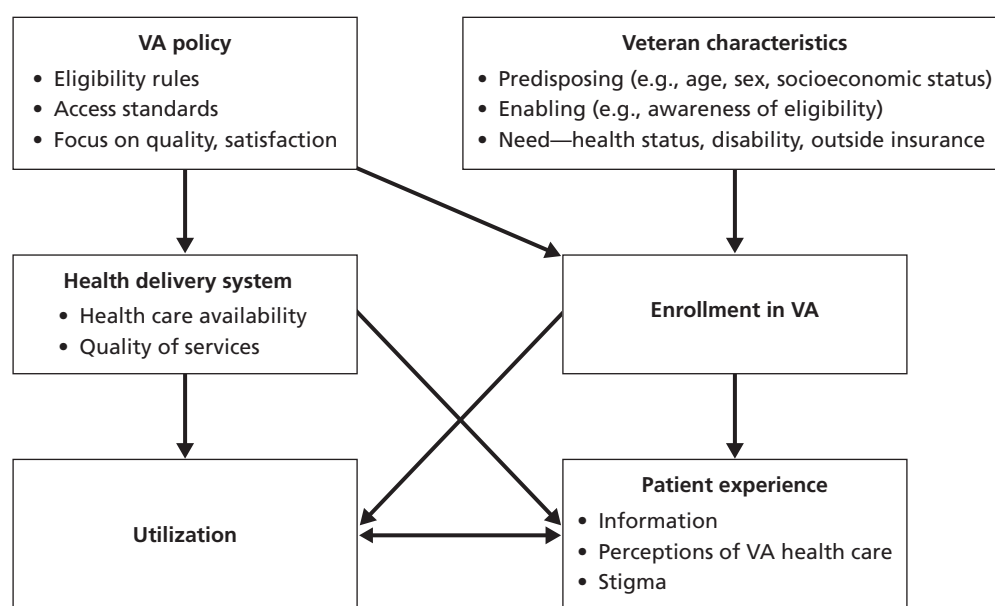 VA policy
• Eligibility rules
• Access standards
• Focus on quality, satisfaction
Veteran characteristics
• Predisposing (e.g., age, sex, socioeconomic status)
• Enabling (e.g., awareness of eligibility)
• Need—health status, disability, outside insurance
Health delivery system
• Health care availability
• Quality of services
Enrollment in VA
Utilization
Patient experience
• Information
• Perceptions of VA health care
• Stigma